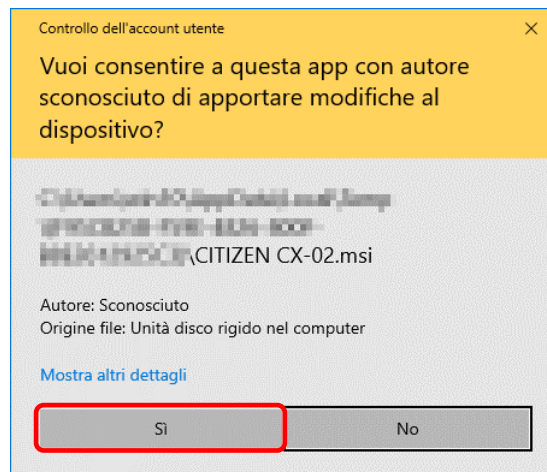 Controllo dell'account utente
Vuoi consentire a questa app con autore
sconosciuto di apportare modifiche al
dispositivo?
\CITIZEN CX-02.msi
Autore: Sconosciuto
Origine file: Unità disco rigido nel computer
Mostra altri dettagli
Sì
No